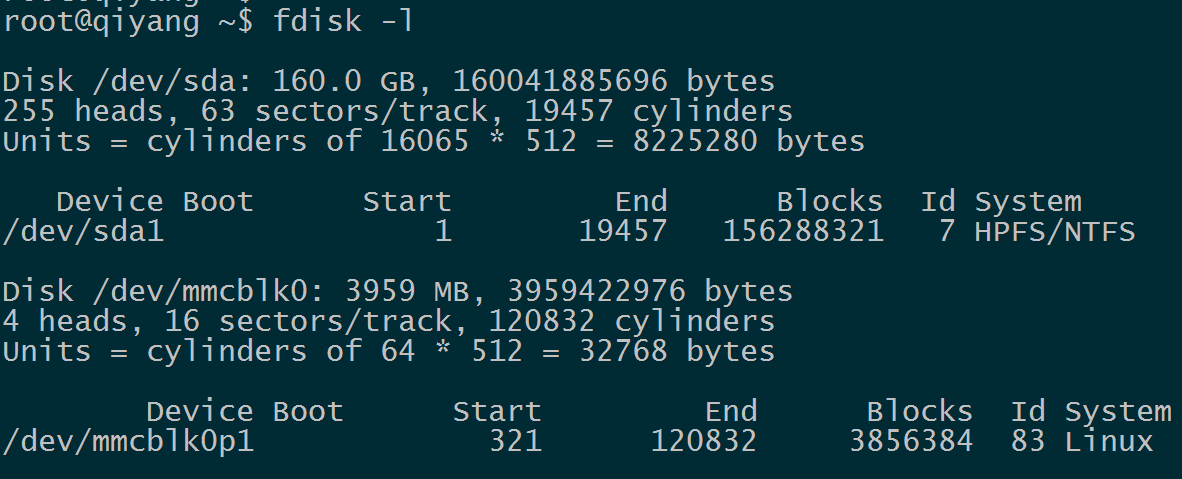 root@qiyang ~$ fdisk -l
Disk /dev/sda: 160.0 GB, 160041885696 bytes
255 heads, 63 sectors/track, 19457 cylinders
Units = cylinders of 16065 * 512 = 8225280 bytes
Device Boot Start End Blocks Id System
/dev/sda1 1 19457 156288321 7 HPFS/NTFS
Disk /dev/mmcblk0: 3959 MB, 3959422976 bytes
4 heads, 16 sectors/track, 120832 cylinders
Units = cylinders of 64 * 512 = 32768 bytes
Device Boot Start End Blocks Id System
/dev/mmcblk0p1 321 120832 3856384 83 Linux